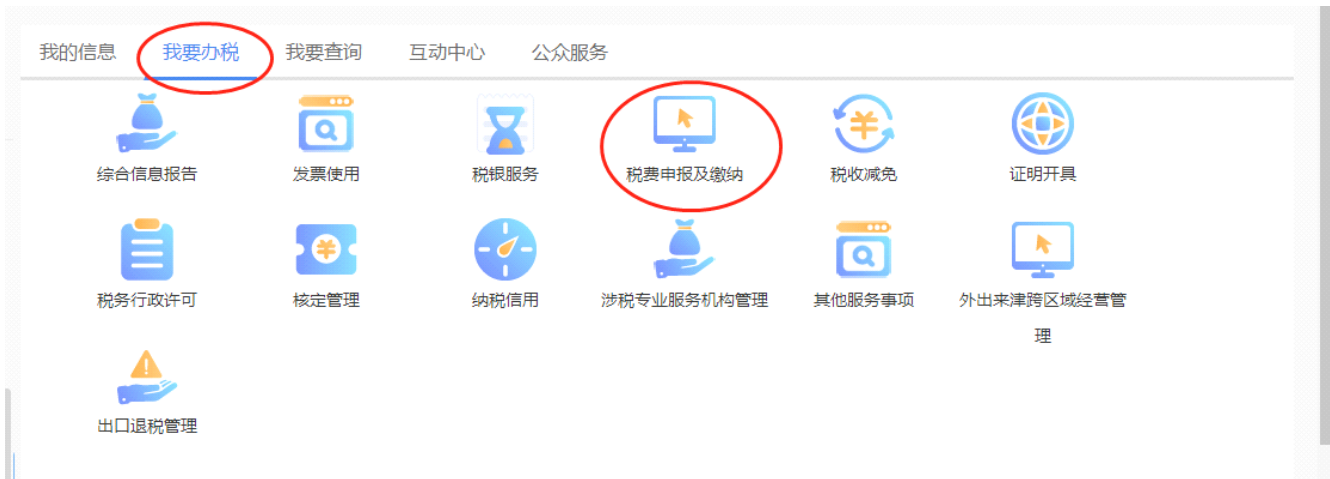 我的信息 我要办税 我要查询 互动中心 公众服务
综合信息报告 发票使用 税银服务 税费申报及缴纳 税收减免 证明开具
税务行政许可 核定管理 纳税信用 涉税专业服务机构管理 其他服务事项 外出来津跨区域经营管
理
出口退税管理